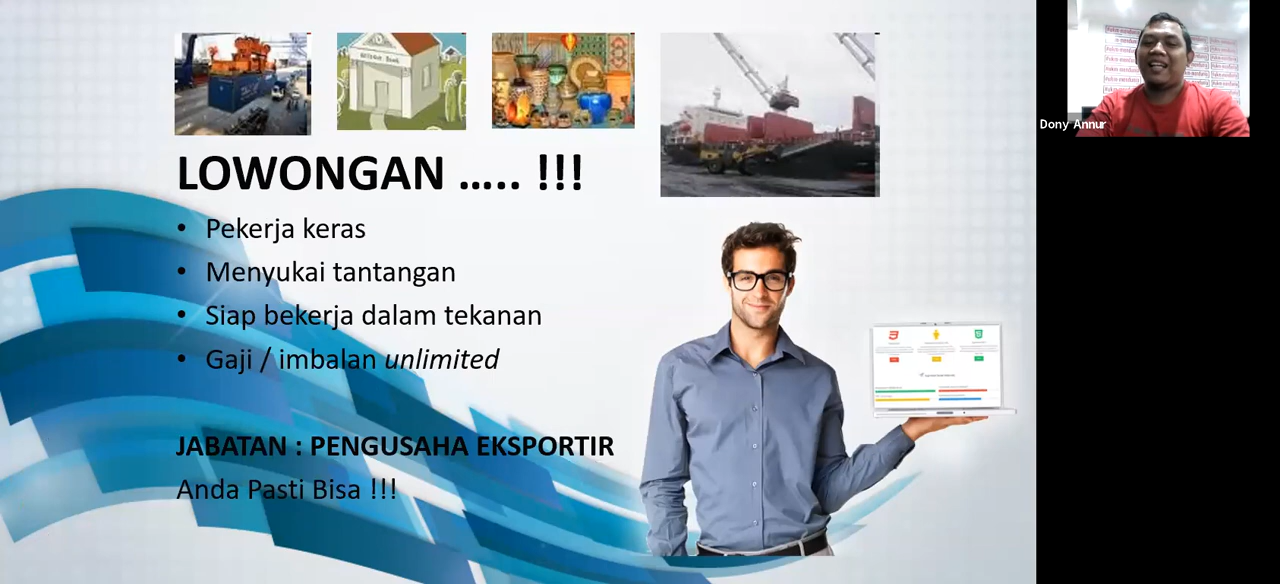 LOWONGAN ..... !!!
• Pekerja keras
• Menyukai tantangan
• Siap bekerja dalam tekanan
• Gaji / imbalan unlimited
JABATAN : PENGUSAHA EKSPORTIR
Anda Pasti Bisa !!!
Dony Annur